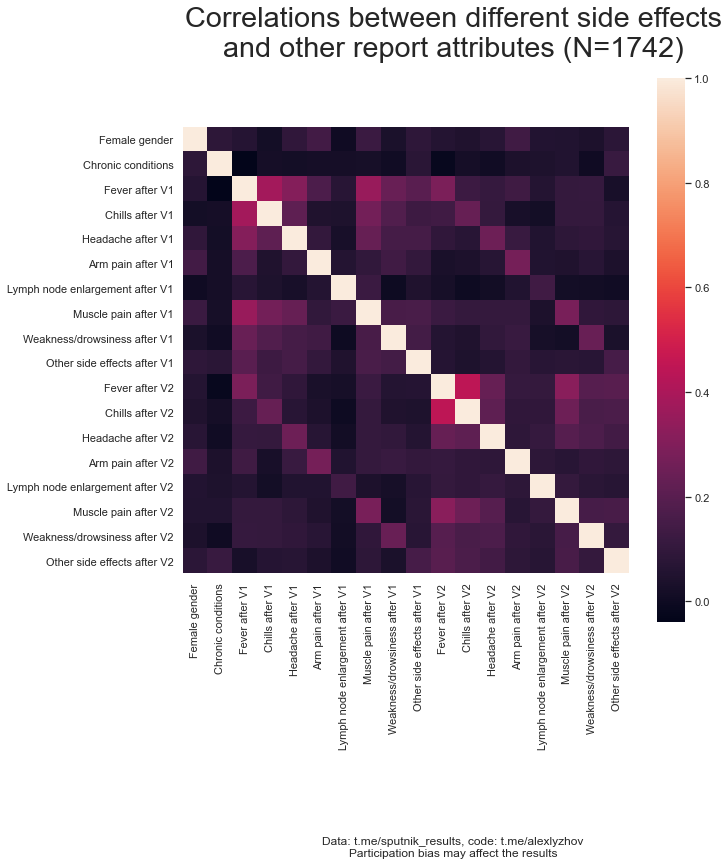 Correlations between different side effects
and other report attributes (N=1742)
Female gender
Chronic conditions
Fever after V1
Chills after V1
Headache after V1
Arm pain after V1
Lymph node enlargement after V1
Muscle pain after V1
Weakness/drowsiness after V1
Other side effects after V1
Fever after V2
Chills after V2
Headache after V2
Arm pain after V2
Lymph node enlargement after V2
Muscle pain after V2
Weakness/drowsiness after V2
Other side effects after V2
1.0
0.8
0.6
0.4
0.2
0.0
Female gender
Chronic conditions
Fever after V1
Chills after V1
Headache after V1
Arm pain after V1
Lymph node enlargement after V1
Muscle pain after V1
Weakness/drowsiness after V1
Other side effects after V1
Fever after V2
Chills after V2
Headache after V2
Arm pain after V2
Lymph node enlargement after V2
Muscle pain after V2
Weakness/drowsiness after V2
Other side effects after V2
Data: t.me/sputnik_results, code: t.me/alexlyzhov
Participation bias may affect the results